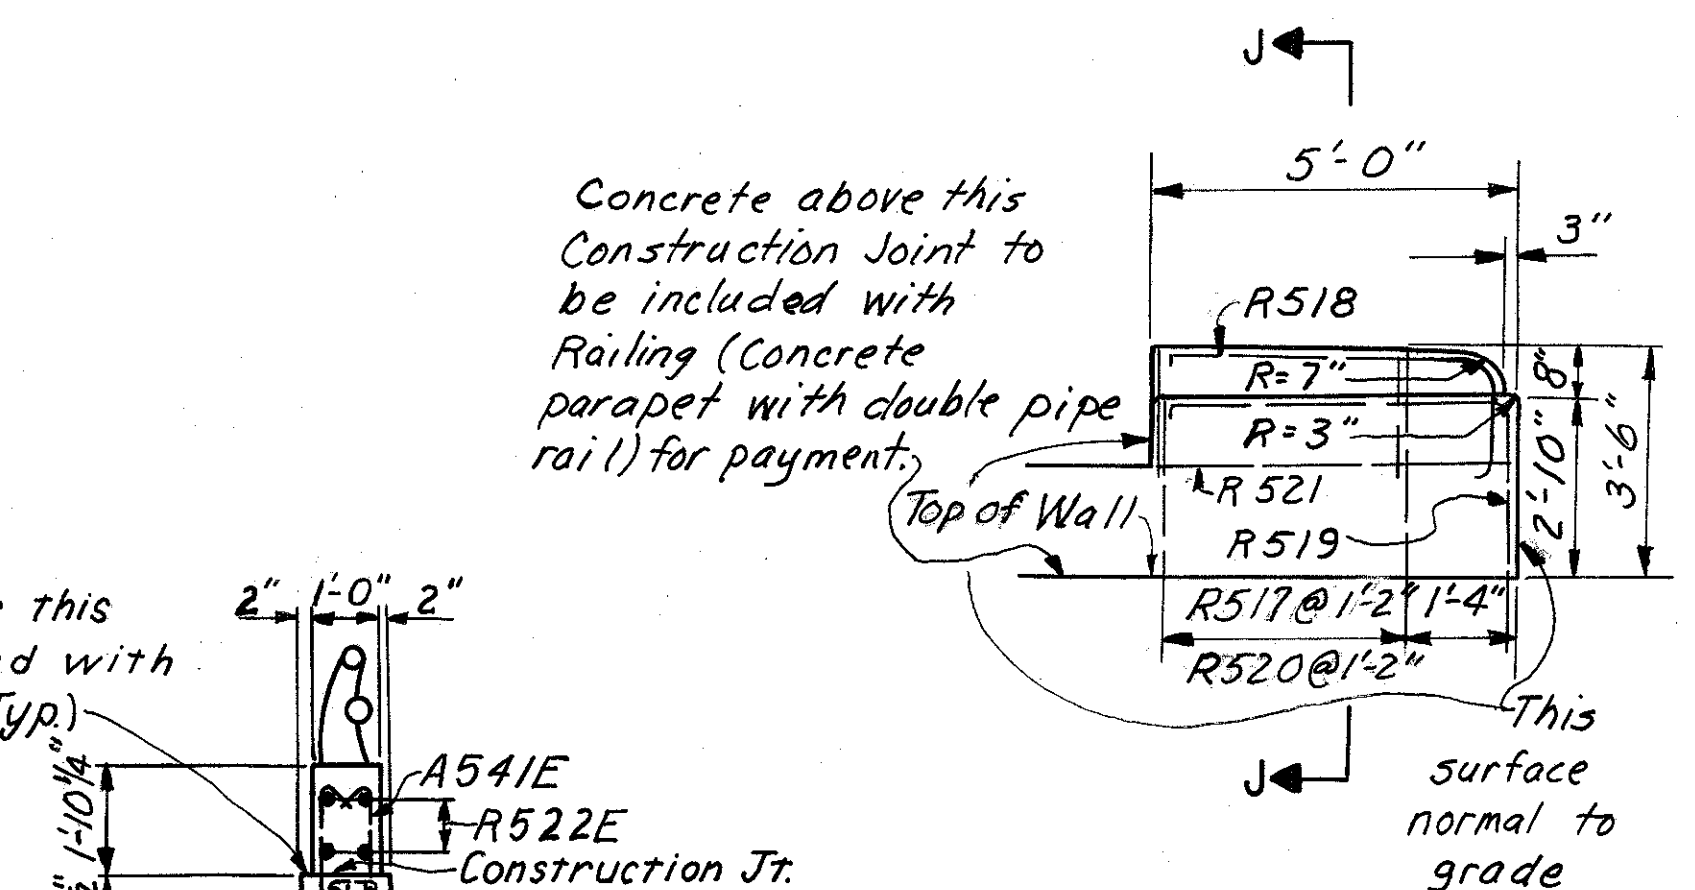 J
5'-0"
3"
Concrete above this
Construction Joint to
be included with
Railing (Concrete
parapet with double pipe
rail) for payment.
R518
R=7"
8"
R=3"
2'-10"
3'-6"
R521
Top of Wall
R519
R517@1'-2" 1'-4"
R520@1'-2"
This
surface
normal to
grade
J
this
with
Typ.)
2" 1'-0" 2"
1'-10 1/4"
A541E
R522E
Construction Jt.